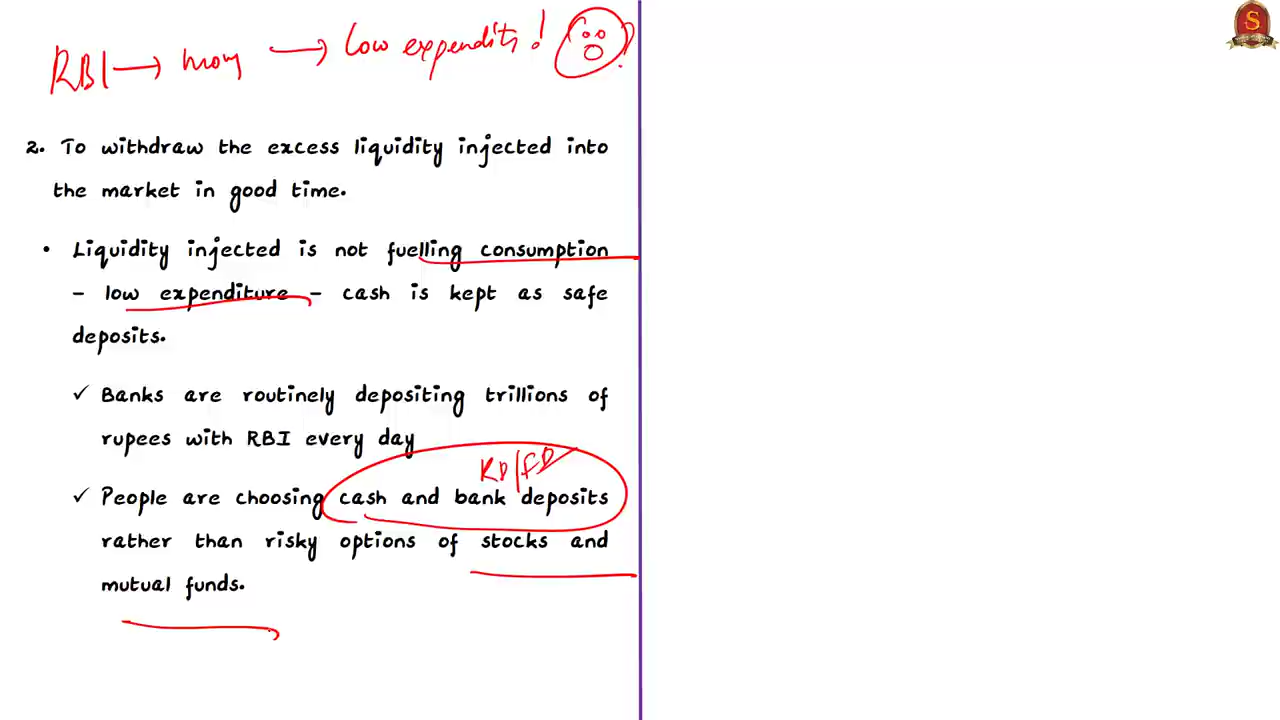 RBI → mon → low expendits!
2. To withdraw the excess liquidity injected into
the market in good time.
• Liquidity injected is not fuelling consumption
– low expenditure – cash is kept as safe
deposits.
✓ Banks are routinely depositing trillions of
rupees with RBI every day
RD/FD
✓ People are choosing cash and bank deposits
rather than risky options of stocks and
mutual funds.
S